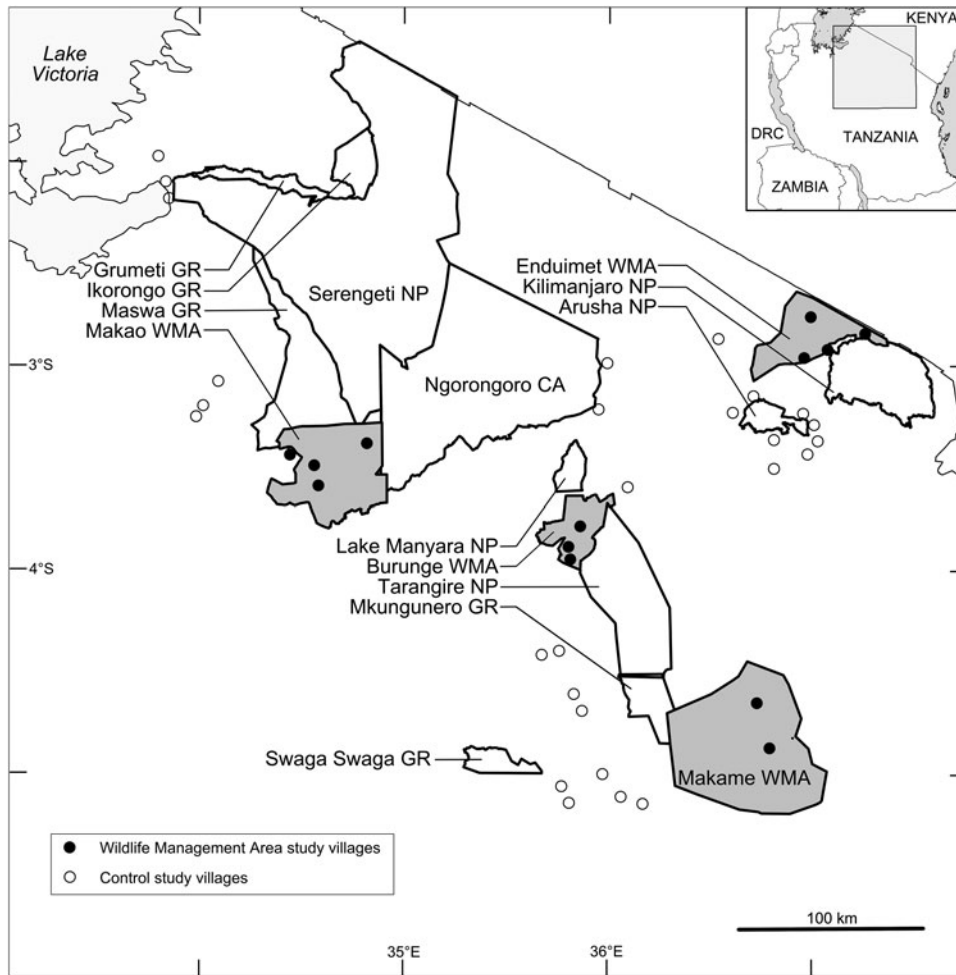 Lake
Victoria
KENYA
DRC
TANZANIA
ZAMBIA
Grumeti GR
Ikorongo GR
Maswa GR
Makao WMA
Serengeti NP
Enduimet WMA
Kilimanjaro NP
Arusha NP
3°S
Ngorongoro CA
Lake Manyara NP
Burunge WMA
Tarangire NP
Mkungunero GR
4°S
Swaga Swaga GR
Makame WMA
Wildlife Management Area study villages
Control study villages
100 km
35°E
36°E